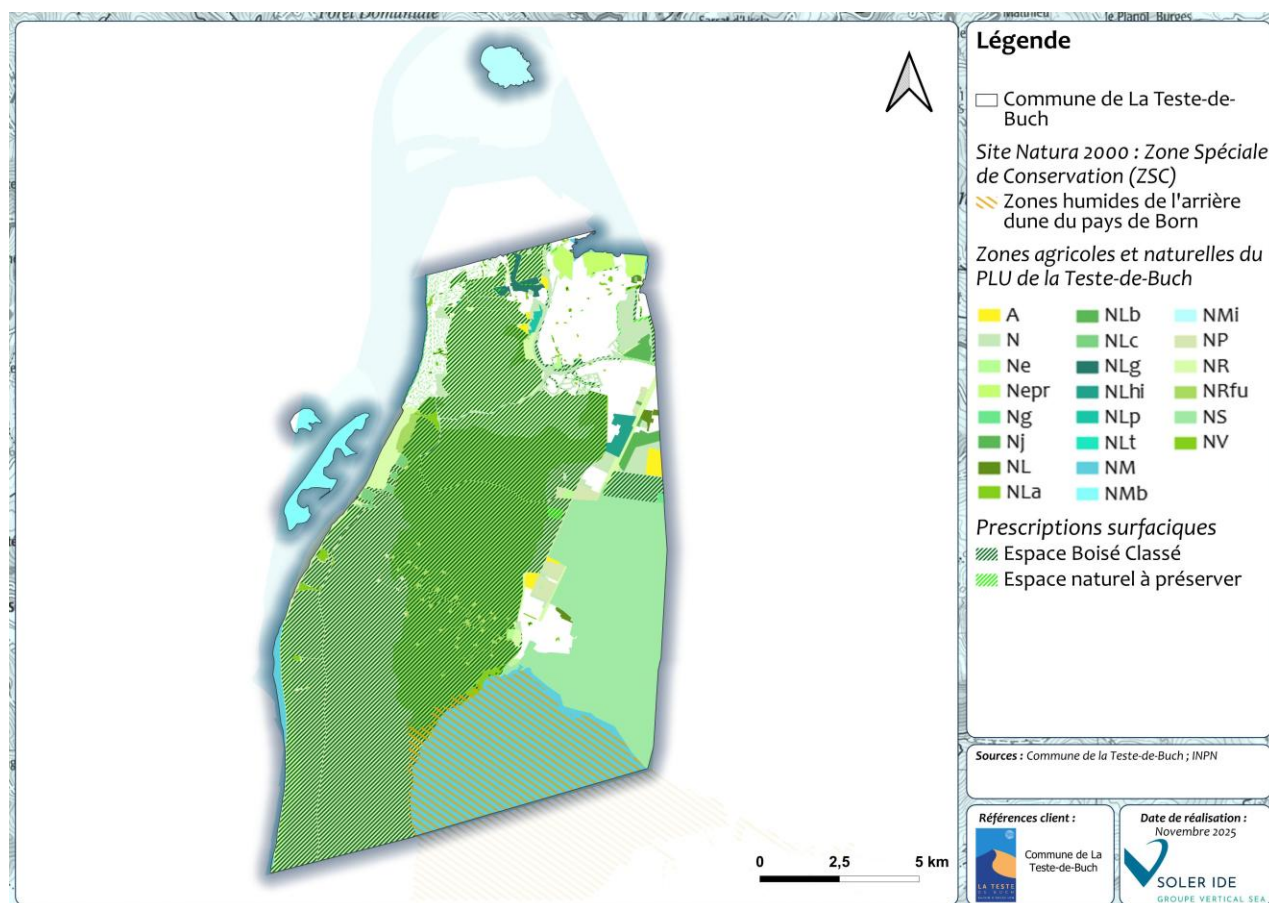 Forêt Domaniale
le Planol
Burges
Légende
Commune de La Teste-de-
Buch
Site Natura 2000 : Zone Spéciale
de Conservation (ZSC)
Zones humides de l'arrière
dune du pays de Born
Zones agricoles et naturelles du
PLU de la Teste-de-Buch
A
N
Ne
Nepr
Ng
Nj
NL
NLa
NLb
NLc
NLg
NLhi
NLp
NLt
NM
NMb
NMi
NP
NR
NRfu
NS
NV
Prescriptions surfaciques
Espace Boisé Classé
Espace naturel à préserver
0 2,5 5 km
Sources : Commune de la Teste-de-Buch ; INPN
Références client :
Commune de La
Teste-de-Buch
LA TESTE
DE BUCH
Date de réalisation :
Novembre 2025
SOLER IDE
GROUPE VERTICAL SEA